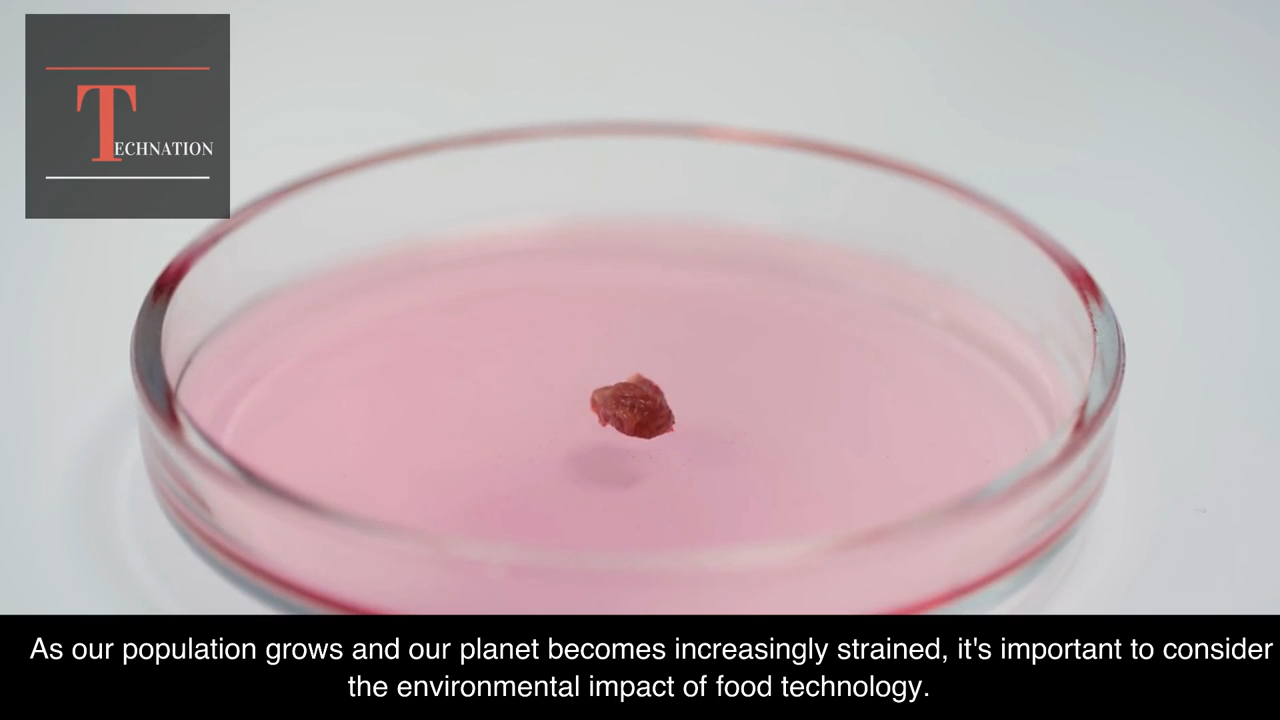 TECHNATION
As our population grows and our planet becomes increasingly strained, it's important to consider
the environmental impact of food technology.